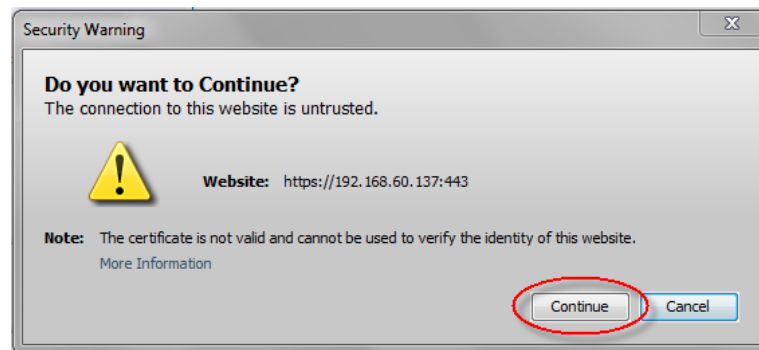 Security Warning
Do you want to Continue?
The connection to this website is untrusted.
Website: https://192.168.60.137:443
Note: The certificate is not valid and cannot be used to verify the identity of this website.
More Information
Continue Cancel